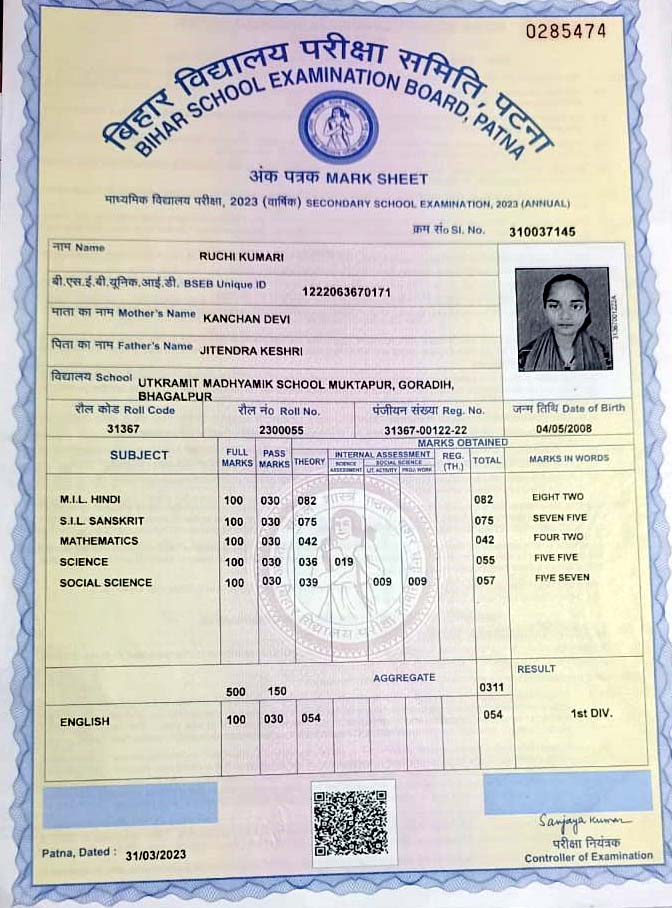 0285474
बिहार विद्यालय परीक्षा समिति, पटना
BIHAR SCHOOL EXAMINATION BOARD, PATNA
अंक पत्रक MARK SHEET
माध्यमिक विद्यालय परीक्षा, 2023 (वार्षिक) SECONDARY SCHOOL EXAMINATION, 2023 (ANNUAL)
क्रम सं० Sl. No. 310037145
नाम Name RUCHI KUMARI
बी.एस.ई.बी.यूनिक.आई.डी. BSEB Unique ID 1222063670171
माता का नाम Mother's Name KANCHAN DEVI
पिता का नाम Father's Name JITENDRA KESHRI
विद्यालय School UTKRAMIT MADHYAMIK SCHOOL MUKTAPUR, GORADIH,
BHAGALPUR
31367-00122-22
रौल कोड Roll Code रौल नं० Roll No. पंजीयन संख्या Reg. No. जन्म तिथि Date of Birth
31367 2300055 31367-00122-22 04/05/2008
SUBJECT FULL MARKS PASS MARKS THEORY MARKS OBTAINED
INTERNAL ASSESSMENT REG. (TH.) TOTAL MARKS IN WORDS
SCIENCE ASSESSMENT SOCIAL SCIENCE
LIT. ACTIVITY PROJ. WORK
M.I.L. HINDI 100 030 082 082 EIGHT TWO
S.I.L. SANSKRIT 100 030 075 075 SEVEN FIVE
MATHEMATICS 100 030 042 042 FOUR TWO
SCIENCE 100 030 036 019 055 FIVE FIVE
SOCIAL SCIENCE 100 030 039 009 009 057 FIVE SEVEN
500 150 AGGREGATE 0311 RESULT
ENGLISH 100 030 054 054 1st DIV.
Sanjaya Kumar
Patna, Dated : 31/03/2023
परीक्षा नियंत्रक
Controller of Examination